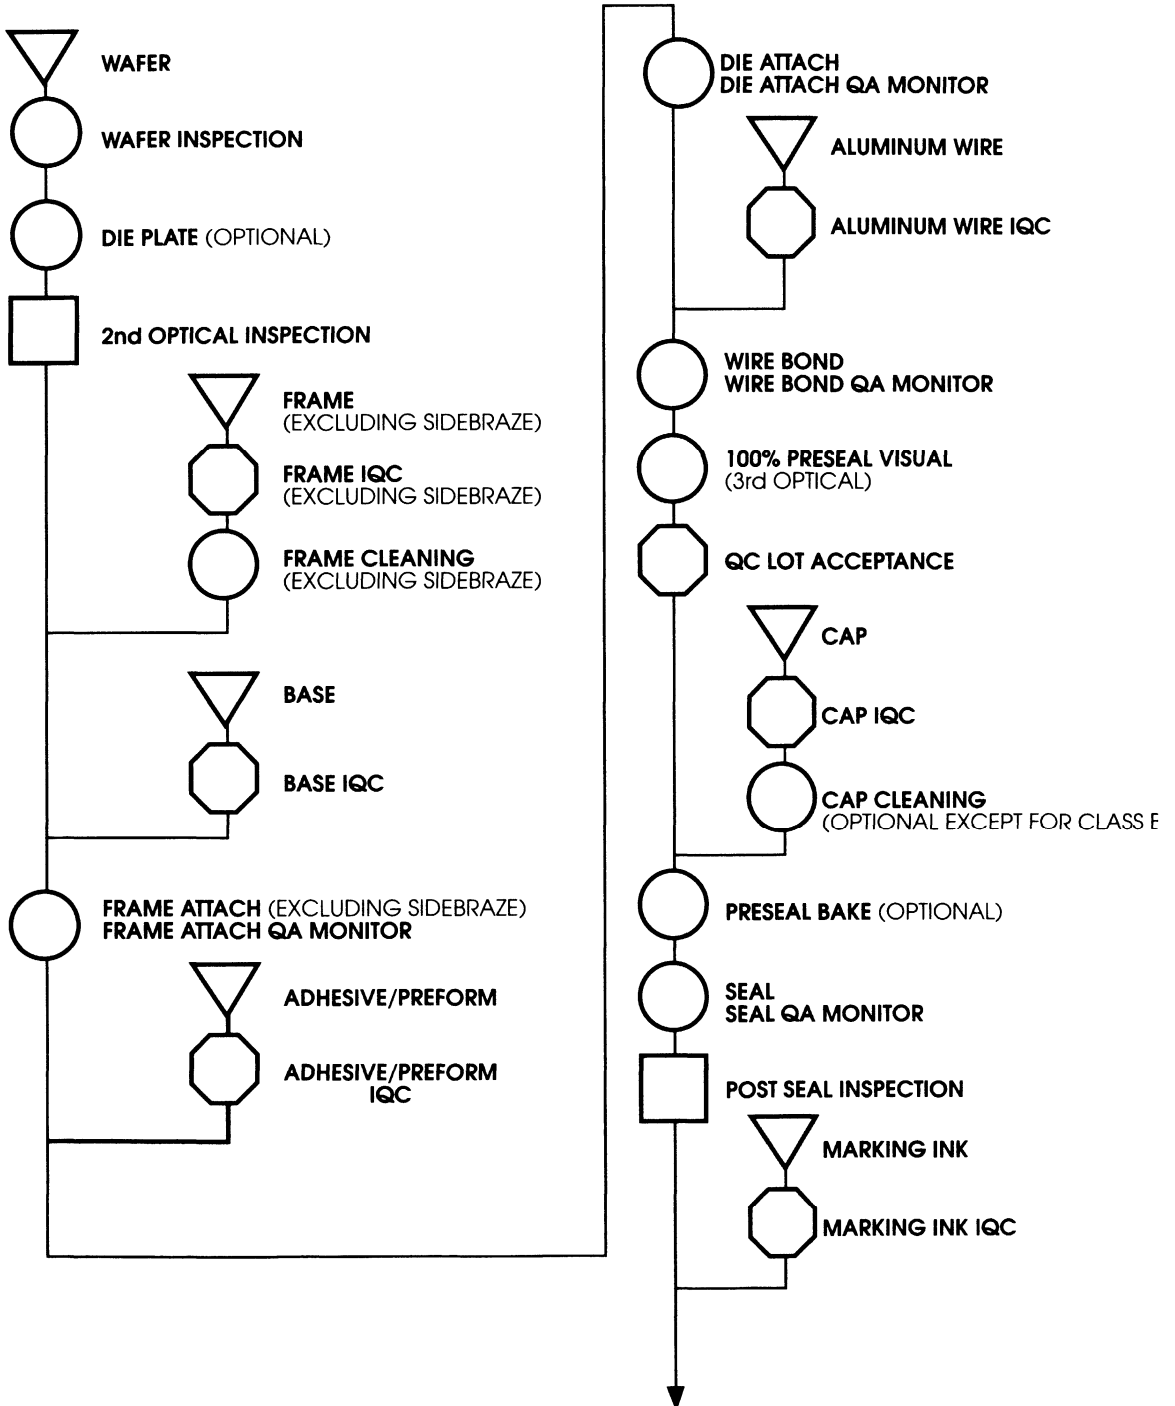 WAFER
WAFER INSPECTION
DIE PLATE (OPTIONAL)
2nd OPTICAL INSPECTION
FRAME
(EXCLUDING SIDEBRAZE)
FRAME IQC
(EXCLUDING SIDEBRAZE)
FRAME CLEANING
(EXCLUDING SIDEBRAZE)
BASE
BASE IQC
FRAME ATTACH (EXCLUDING SIDEBRAZE)
FRAME ATTACH QA MONITOR
ADHESIVE/PREFORM
ADHESIVE/PREFORM
IQC
DIE ATTACH
DIE ATTACH QA MONITOR
ALUMINUM WIRE
ALUMINUM WIRE IQC
WIRE BOND
WIRE BOND QA MONITOR
100% PRESEAL VISUAL
(3rd OPTICAL)
QC LOT ACCEPTANCE
CAP
CAP IQC
CAP CLEANING
(OPTIONAL EXCEPT FOR CLASS
PRESEAL BAKE (OPTIONAL)
SEAL
SEAL QA MONITOR
POST SEAL INSPECTION
MARKING INK
MARKING INK IQC